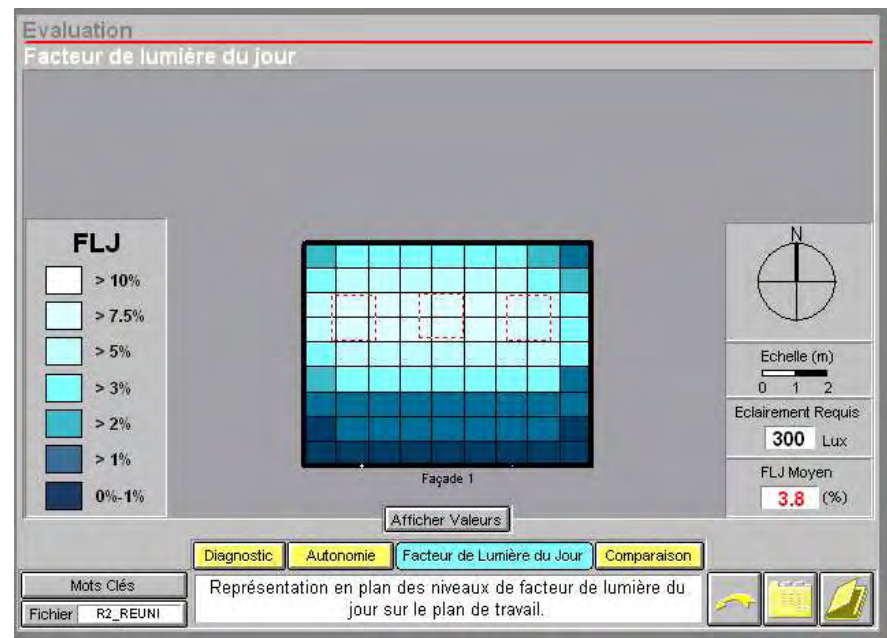 Evaluation
Facteur de lumière du jour
FLJ
> 10%
> 7.5%
> 5%
> 3%
> 2%
> 1%
0%-1%
Façade 1
N
Echelle (m)
0 1 2
Eclairement Requis
300 Lux
FLJ Moyen
3.8 (%)
Afficher Valeurs
Diagnostic Autonomie Facteur de Lumière du Jour Comparaison
Mots Clés
Fichier R2_REUNI
Représentation en plan des niveaux de facteur de lumière du
jour sur le plan de travail.